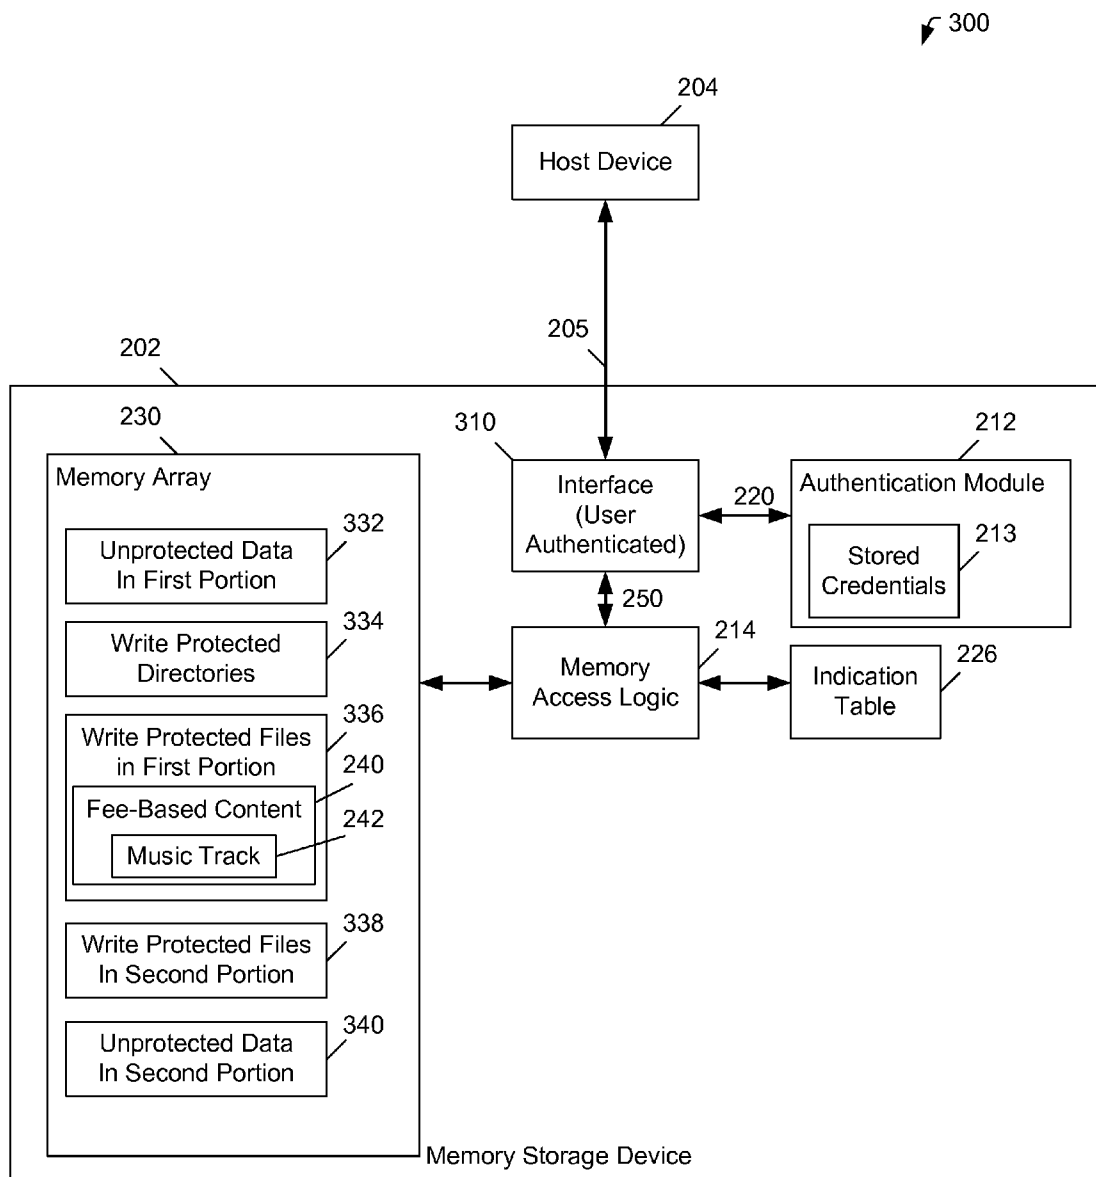 300
204
Host Device
205
202
230
310
212
Memory Array
Interface
(User
Authenticated)
220
Authentication Module
213
Stored
Credentials
332
Unprotected Data
In First Portion
250
334
Write Protected
Directories
214
Memory
Access Logic
226
Indication
Table
336
Write Protected Files
in First Portion
240
Fee-Based Content
242
Music Track
338
Write Protected Files
In Second Portion
340
Unprotected Data
In Second Portion
Memory Storage Device